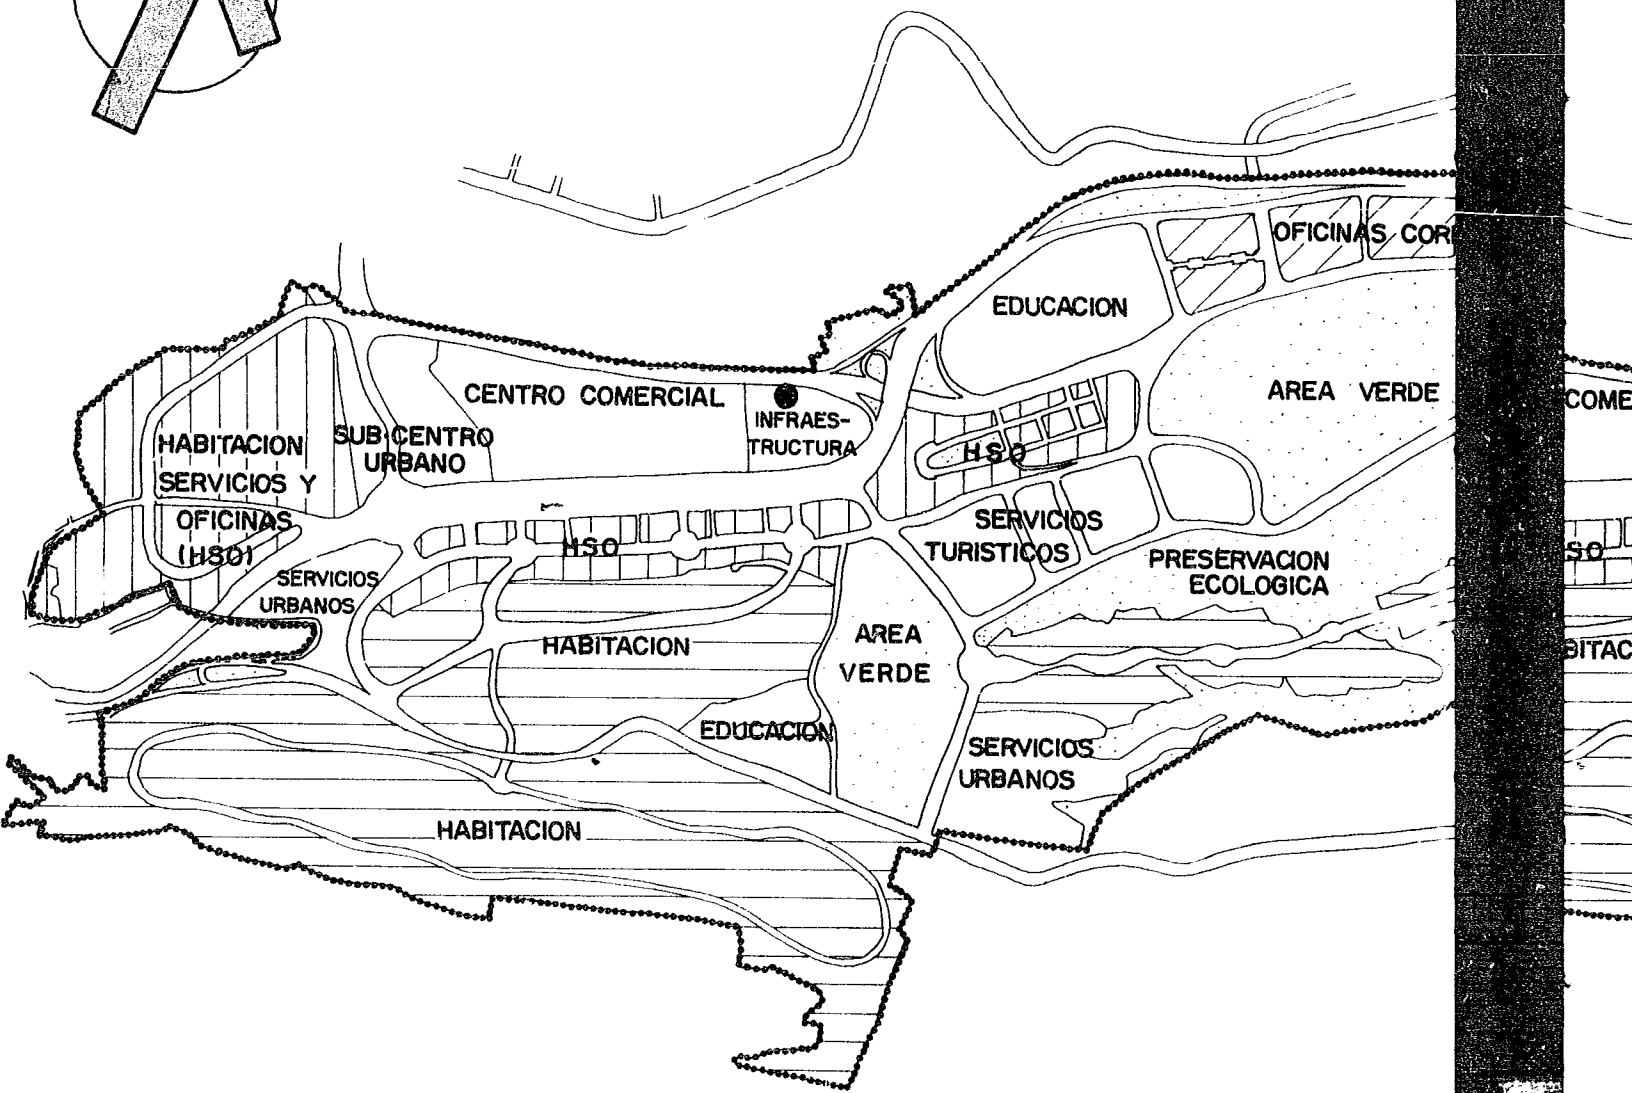 OFICINAS COR
EDUCACION
AREA VERDE
CENTRO COMERCIAL
INFRAES-
TRUCTURA
SUB-CENTRO
URBANO
HABITACION
SERVICIOS Y
OFICINAS
(HSO)
HSO
SERVICIOS
TURISTICOS
HSO
PRESERVACION
ECOLOGICA
SERVICIOS
URBANOS
HABITACION
AREA
VERDE
EDUCACION
SERVICIOS
URBANOS
HABITACION
COME
SO
BITAC